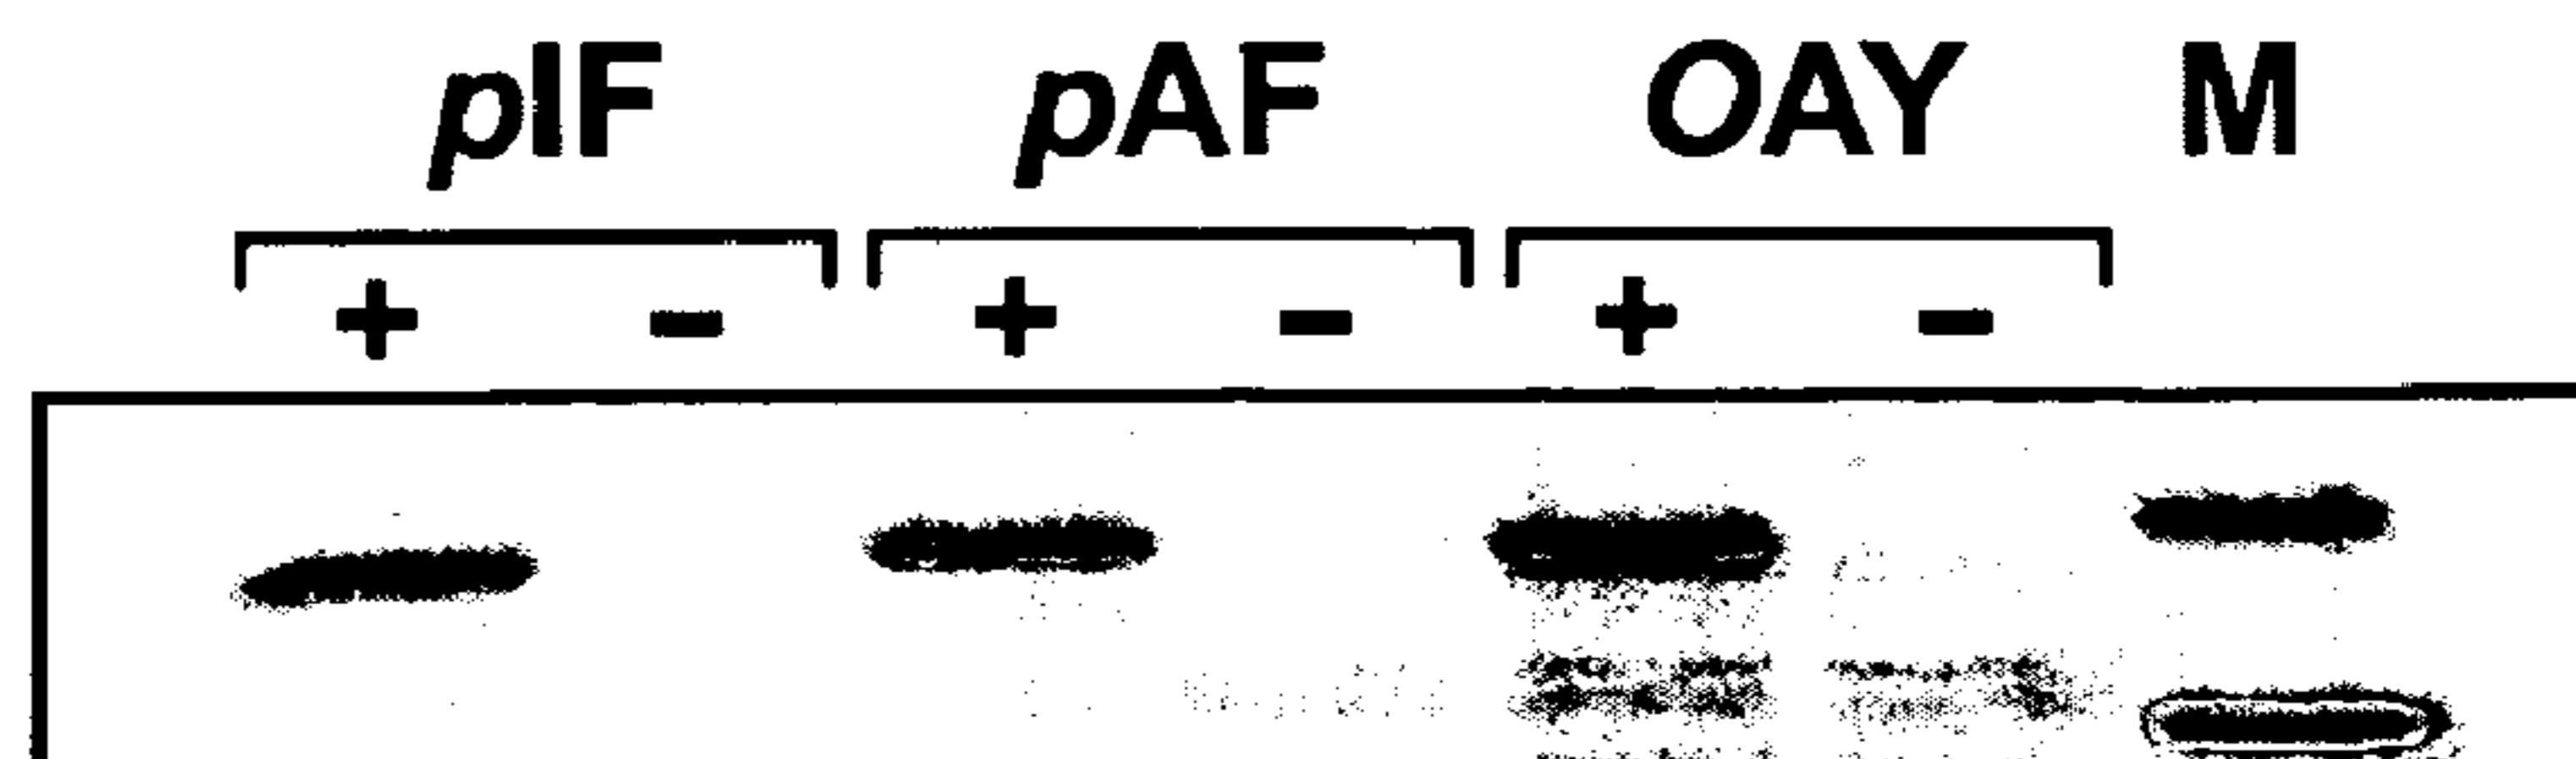 pIF pAF OAY M
+ − + − + −